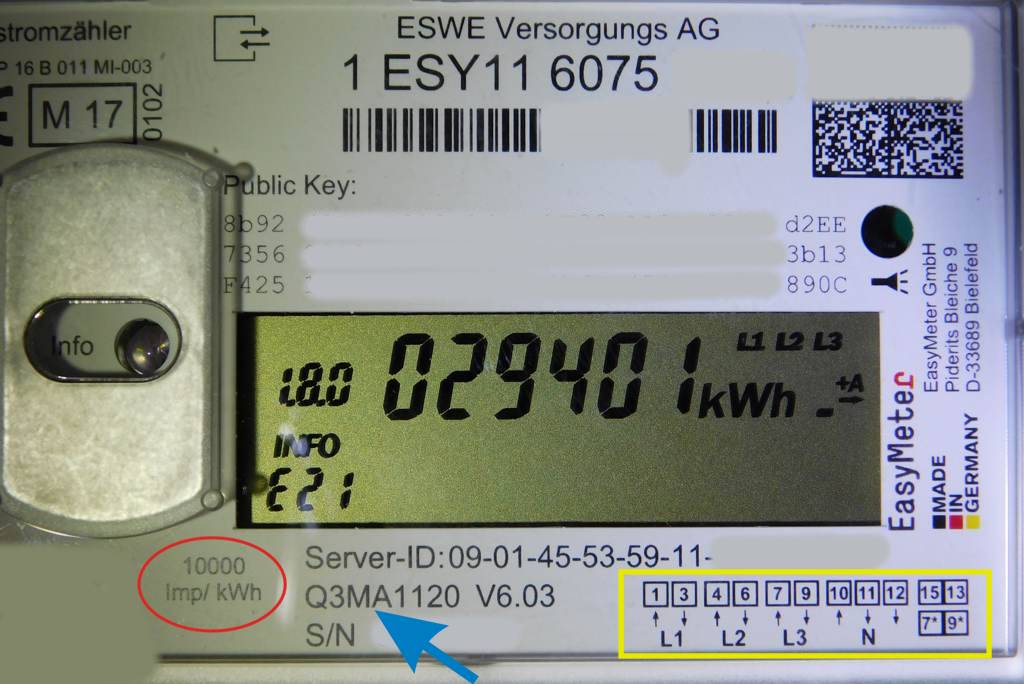 stromzähler
P 16 B 011 MI-003
M 17
0102
ESWE Versorgungs AG
1 ESY11 6075
Public Key:
8b92 d2EE
7356 3b13
F425 890C
Info
1.8.0 029401 kWh
L1 L2 L3
+A
INFO
E21
EasyMeter
EasyMeter GmbH
Piderits Bleiche 9
D-33689 Bielefeld
MADE
IN
GERMANY
10000
Imp/ kWh
Server-ID: 09-01-45-53-59-11-
Q3MA1120 V6.03
S/N
1 3 4 6 7 9 10 11 12 15 13
7* 9*
L1 L2 L3 N